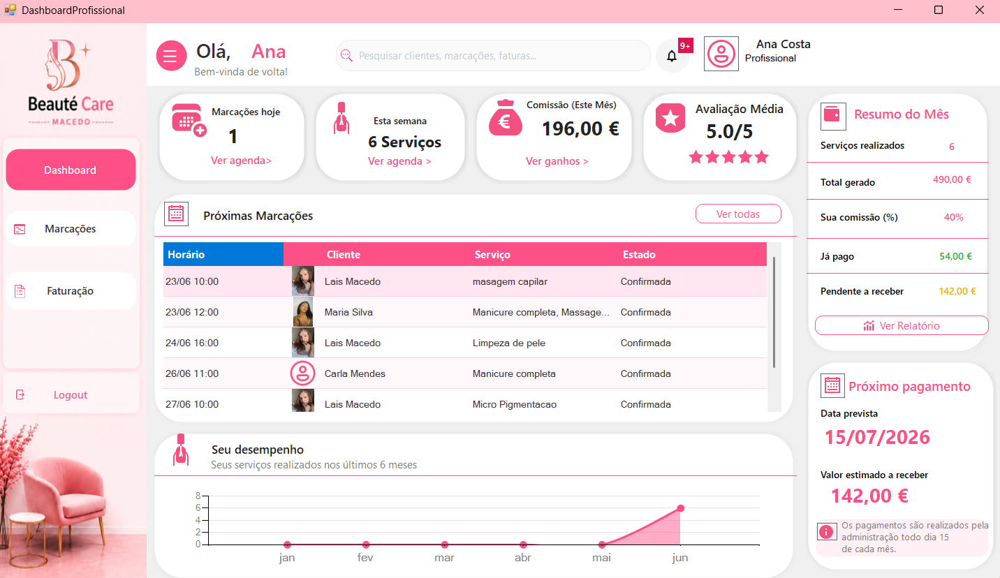 DashboardProfissional
B
Beauté Care
MACEDO
Dashboard
Marcações
Faturação
Logout
Olá, Ana
Bem-vinda de volta!
Pesquisar clientes, marcações, faturas...
9+
Ana Costa
Profissional
Marcações hoje
1
Ver agenda>
Esta semana
6 Serviços
Ver agenda >
€
Comissão (Este Mês)
196,00 €
Ver ganhos >
Avaliação Média
5.0/5
Próximas Marcações
Ver todas
Horário Cliente Serviço Estado
23/06 10:00 Lais Macedo masagem capilar Confirmada
23/06 12:00 Maria Silva Manicure completa, Massage... Confirmada
24/06 16:00 Lais Macedo Limpeza de pele Confirmada
26/06 11:00 Carla Mendes Manicure completa Confirmada
27/06 10:00 Lais Macedo Micro Pigmentacao Confirmada
Seu desempenho
Seus serviços realizados nos últimos 6 meses
8
6
4
2
0
jan fev mar abr mai jun
Resumo do Mês
Serviços realizados 6
Total gerado 490,00 €
Sua comissão (%) 40%
Já pago 54,00 €
Pendente a receber 142,00 €
Ver Relatório
Próximo pagamento
Data prevista
15/07/2026
Valor estimado a receber
142,00 €
Os pagamentos são realizados pela
administração todo dia 15
de cada mês.